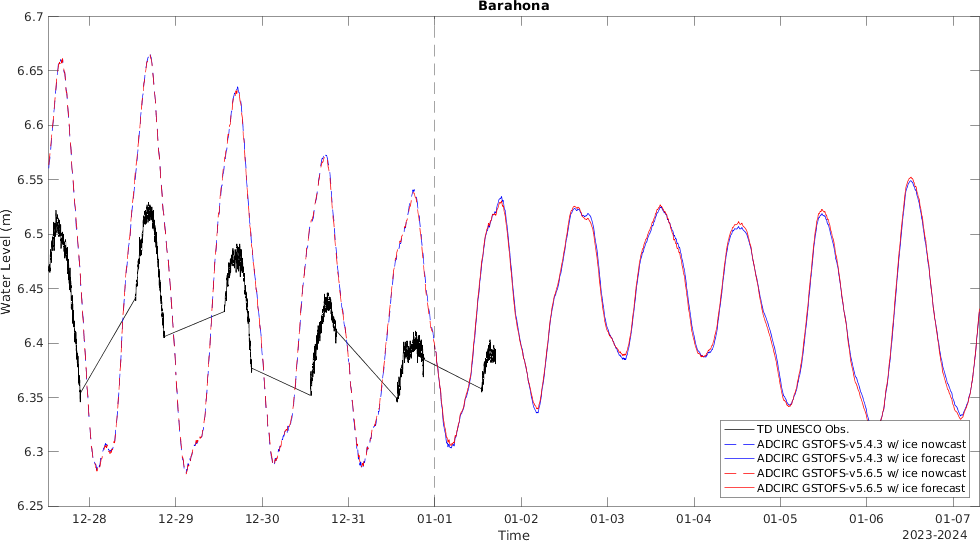 Barahona
6.7
6.65
6.6
6.55
6.5
6.45
6.4
6.35
6.3
6.25
Water Level (m)
TD UNESCO Obs.
ADCIRC GSTOFS-v5.4.3 w/ ice nowcast
ADCIRC GSTOFS-v5.4.3 w/ ice forecast
ADCIRC GSTOFS-v5.6.5 w/ ice nowcast
ADCIRC GSTOFS-v5.6.5 w/ ice forecast
12-28 12-29 12-30 12-31 01-01 01-02 01-03 01-04 01-05 01-06 01-07
Time
2023-2024